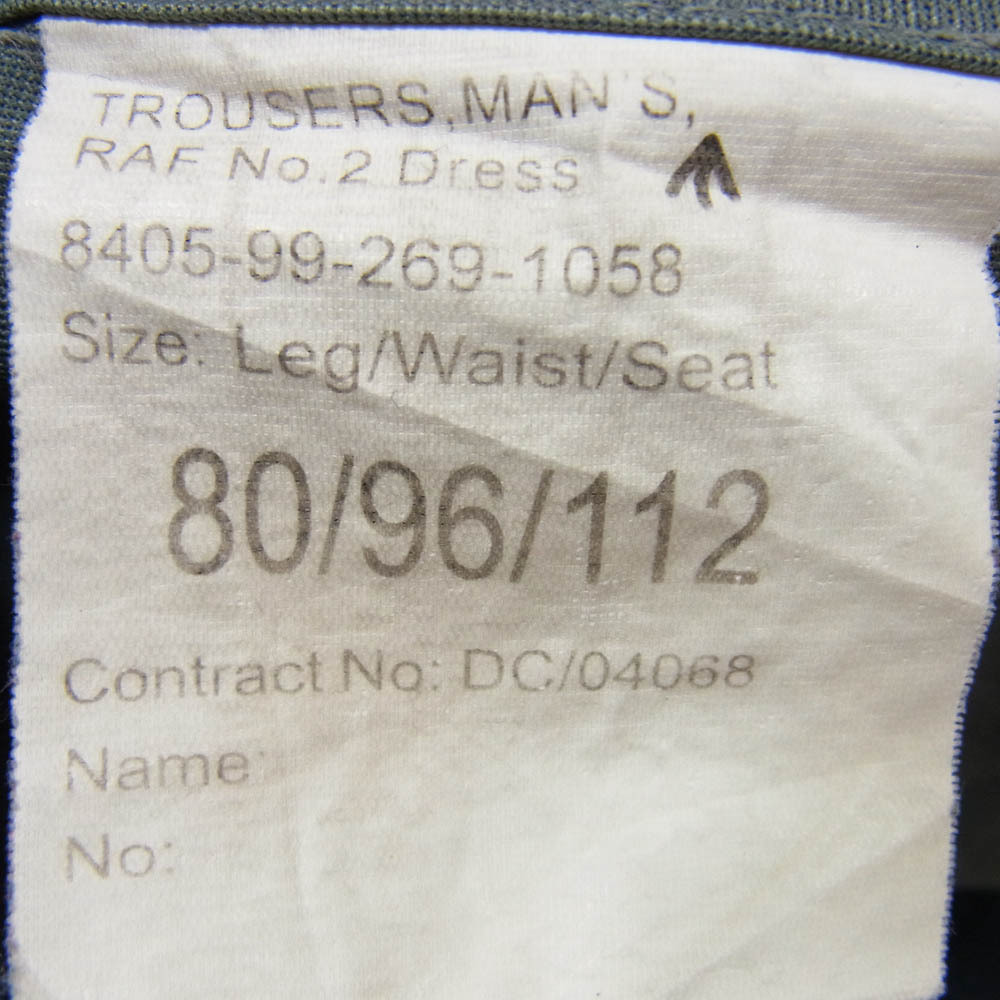 TROUSERS,MAN'S,
RAF No.2 Dress
8405-99-269-1058
Size: Leg/Waist/Seat
80/96/112
Contract No: DC/04068
Name:
No: